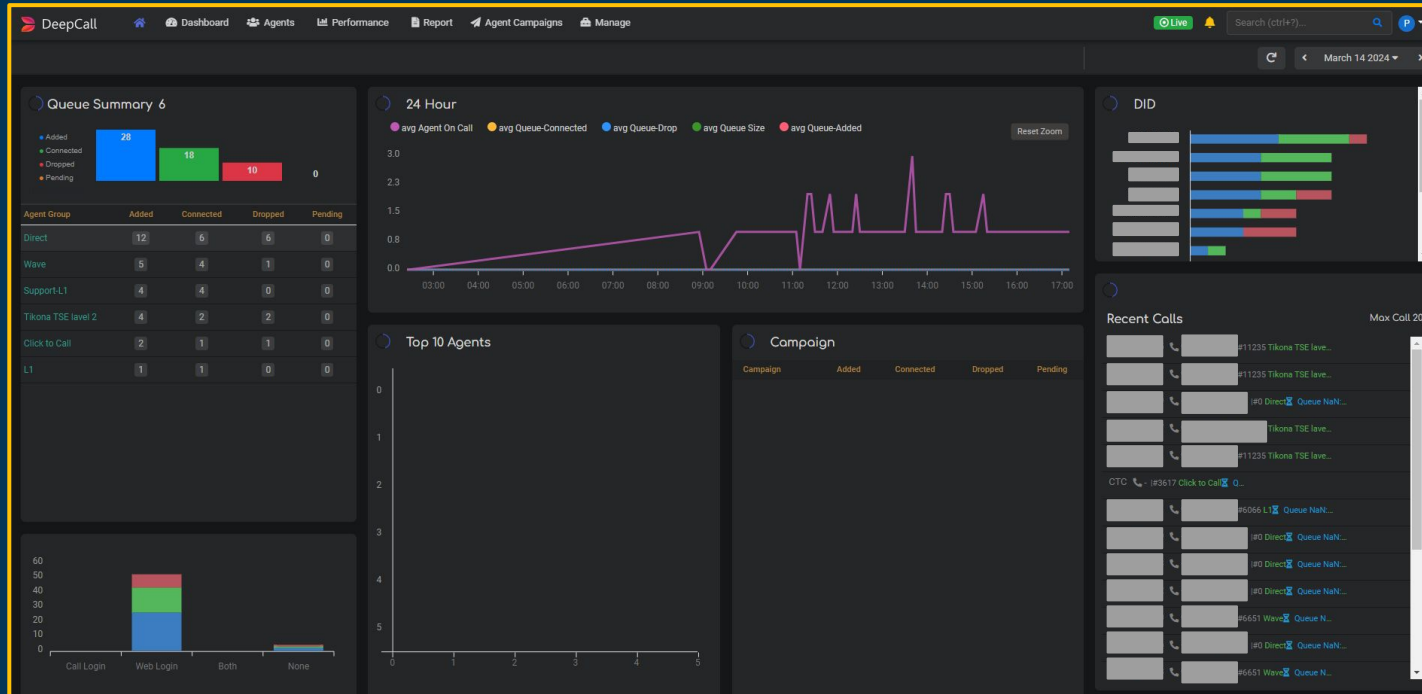 DeepCall Dashboard Agents Performance Report Agent Campaigns Manage Live Search (ctrl+?)... P
March 14 2024
Queue Summary 6
Added
Connected
Dropped
Pending
28
18
10
0
Agent Group Added Connected Dropped Pending
Direct 12 6 6 0
Wave 5 4 1 0
Support-L1 4 4 0 0
Tikona TSE lavel 2 4 2 2 0
Click to Call 2 1 1 0
L1 1 1 0 0
60
50
40
30
20
10
0
Call Login Web Login Both None
24 Hour
avg Agent On Call avg Queue-Connected avg Queue-Drop avg Queue Size avg Queue-Added
Reset Zoom
3.0
2.3
1.5
0.8
0.0
03:00 04:00 05:00 06:00 07:00 08:00 09:00 10:00 11:00 12:00 13:00 14:00 15:00 16:00 17:00
Top 10 Agents
0
1
2
3
4
5
0 1 2 3 4 5
Campaign
Campaign Added Connected Dropped Pending
DID
Recent Calls Max Call 20
#11235 Tikona TSE lave...
#11235 Tikona TSE lave...
|#0 Direct Queue NaN:...
Tikona TSE lave...
#11235 Tikona TSE lave...
CTC - |#3617 Click to Call Q...
#6066 L1 Queue NaN:...
|#0 Direct Queue NaN:...
|#0 Direct Queue NaN:...
|#0 Direct Queue NaN:...
#6651 Wave Queue N...
|#0 Direct Queue NaN:...
#6651 Wave Queue N...